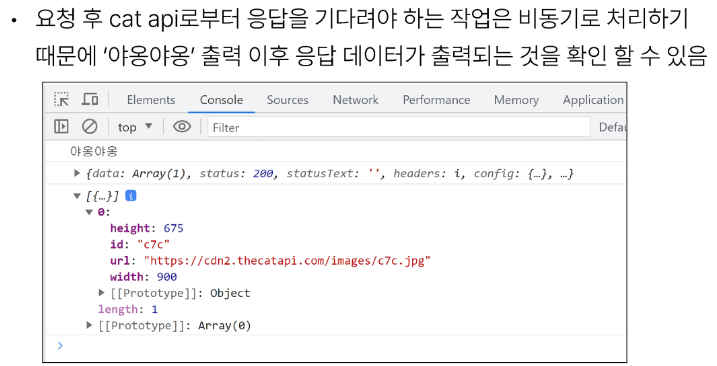 • 요청 후 cat api로부터 응답을 기다려야 하는 작업은 비동기로 처리하기
때문에 ‘야옹야옹’ 출력 이후 응답 데이터가 출력되는 것을 확인 할 수 있음
Elements Console Sources Network Performance Memory Application
top ▼ Filter Defau
야옹야옹
▶ {data: Array(1), status: 200, statusText: '', headers: i, config: {…}, …}
▼ [{…}] i
▼ 0:
height: 675
id: "c7c"
url: "https://cdn2.thecatapi.com/images/c7c.jpg"
width: 900
▶ [[Prototype]]: Object
length: 1
▶ [[Prototype]]: Array(0)
>